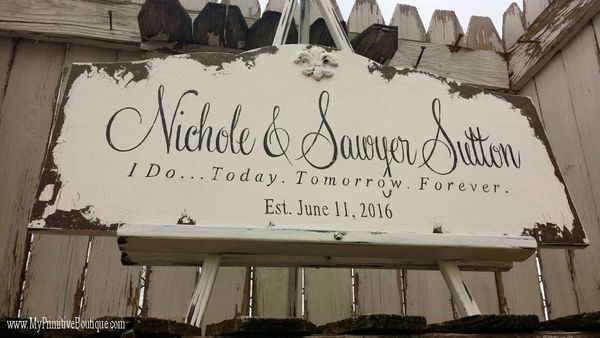 Nichole & Sawyer Sutton
I Do...Today. Tomorrow. Forever.
Est. June 11, 2016
www.MyPrimitiveBoutique.com